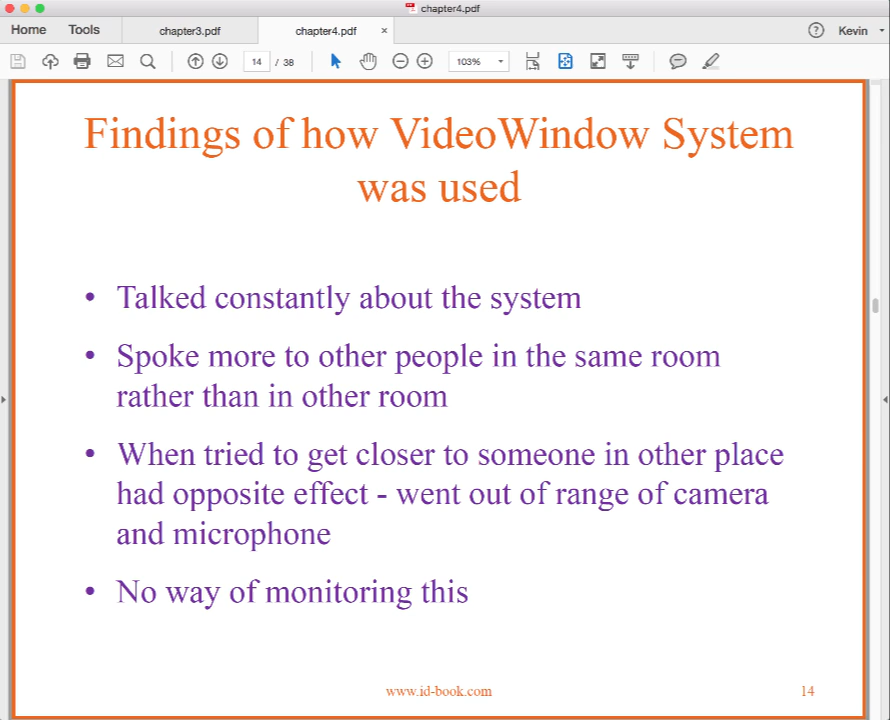 chapter4.pdf
Home Tools chapter3.pdf chapter4.pdf × ? Kevin
14 / 38 103%
Findings of how VideoWindow System
was used
• Talked constantly about the system
• Spoke more to other people in the same room
rather than in other room
• When tried to get closer to someone in other place
had opposite effect - went out of range of camera
and microphone
• No way of monitoring this
www.id-book.com 14